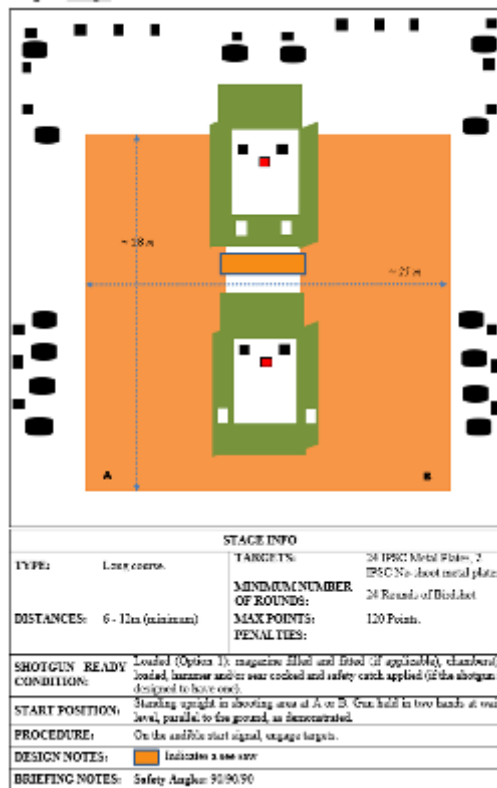 ~ 18 m
~ 25 m
A
B
STAGE INFO
TYPE: Long course.
TARGETS: 24 IPSC Metal Plates, 2
IPSC No-shoot metal plates
MINIMUM NUMBER OF ROUNDS: 24 Rounds of Birdshot
DISTANCES: 6 - 12m (minimum)
MAX POINTS: 120 Points.
PENALTIES:
SHOTGUN READY CONDITION: Loaded (Option 1): magazine filled and fitted (if applicable), chamber(s)
loaded, hammer and/or sear cocked and safety catch applied (if the shotgun
designed to have one).
START POSITION: Standing upright in shooting area at A or B. Gun held in two hands at waist
level, parallel to the ground, as demonstrated.
PROCEDURE: On the audible start signal, engage targets.
DESIGN NOTES: Indicates a see saw
BRIEFING NOTES: Safety Angles: 90/90/90